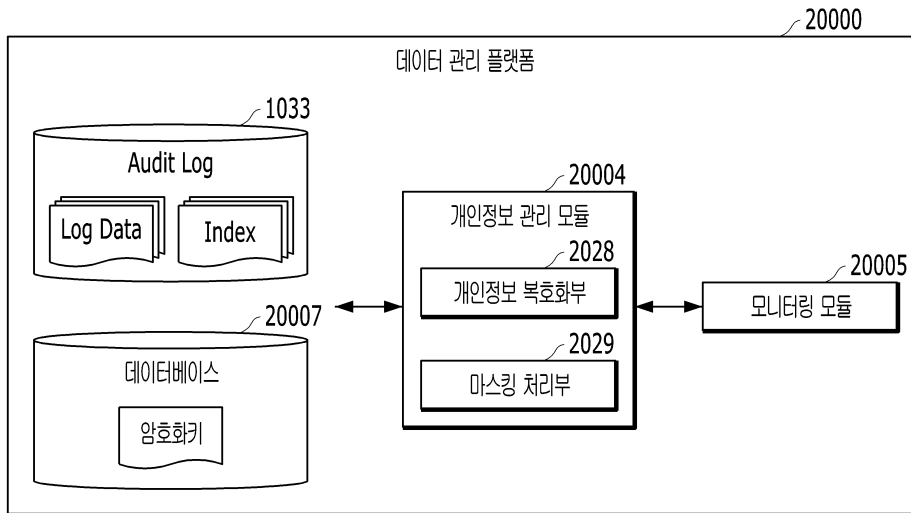 20000
데이터 관리 플랫폼
1033
Audit Log
Log Data
Index
20007
데이터베이스
암호화키
20004
개인정보 관리 모듈
2028
개인정보 복호화부
2029
마스킹 처리부
20005
모니터링 모듈